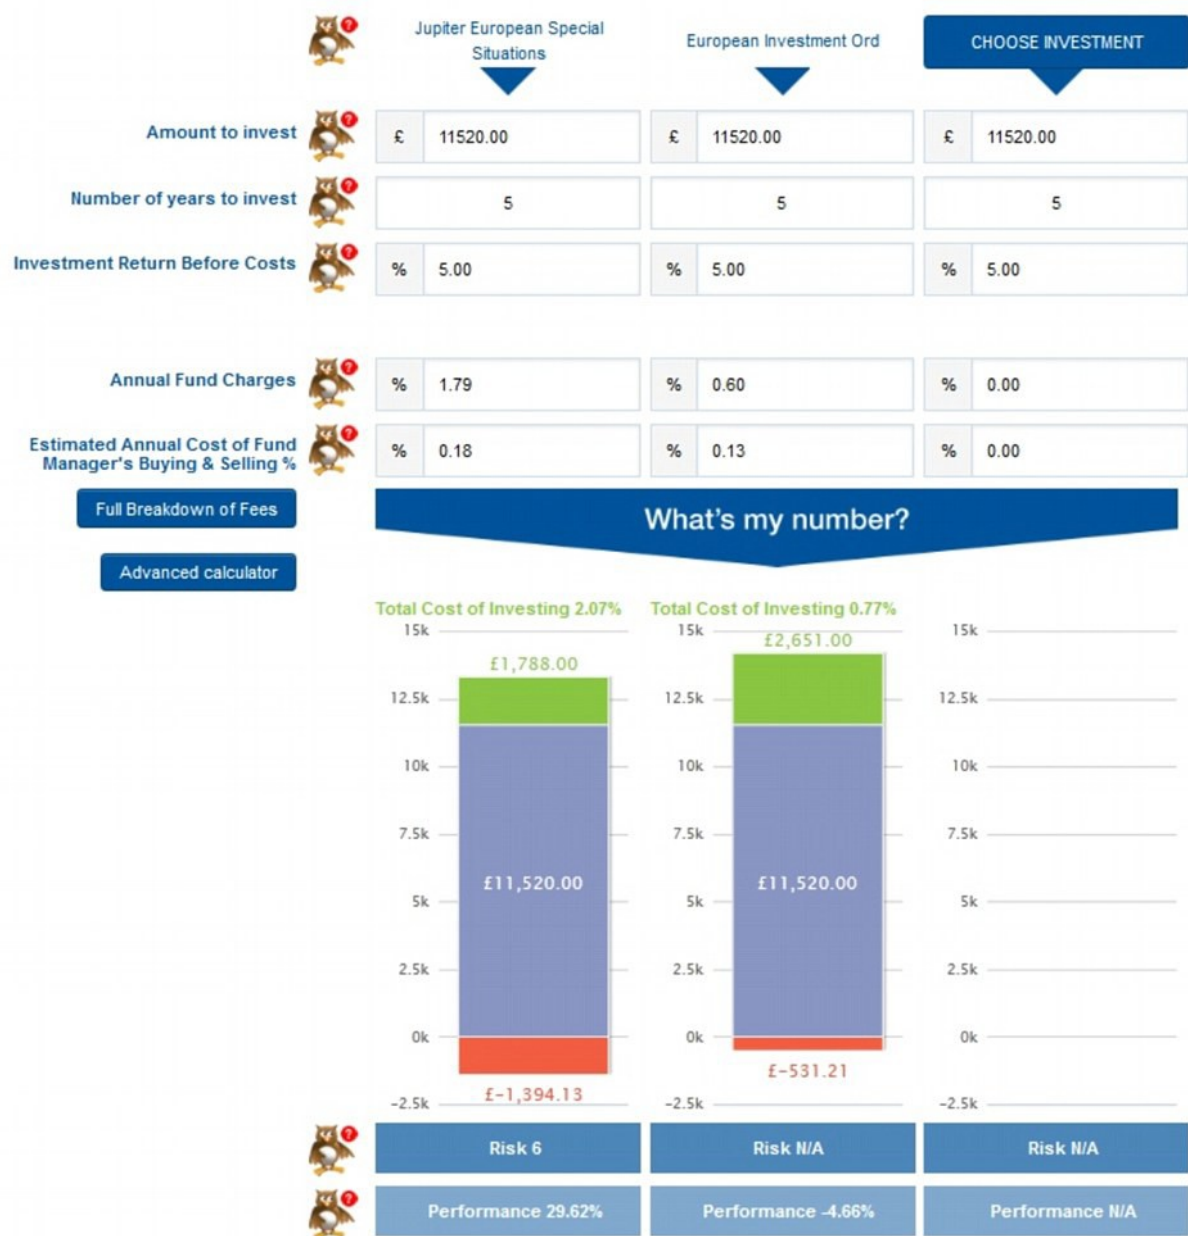 Jupiter European Special
Situations
European Investment Ord
CHOOSE INVESTMENT
Amount to invest
£ 11520.00
£ 11520.00
£ 11520.00
Number of years to invest
5
5
5
Investment Return Before Costs
% 5.00
% 5.00
% 5.00
Annual Fund Charges
% 1.79
% 0.60
% 0.00
Estimated Annual Cost of Fund
Manager's Buying & Selling %
% 0.18
% 0.13
% 0.00
Full Breakdown of Fees
What's my number?
Advanced calculator
Total Cost of Investing 2.07%
15k
£1,788.00
12.5k
10k
7.5k
£11,520.00
5k
2.5k
0k
£-1,394.13
-2.5k
Total Cost of Investing 0.77%
15k
£2,651.00
12.5k
10k
7.5k
£11,520.00
5k
2.5k
0k
£-531.21
-2.5k
15k
12.5k
10k
7.5k
5k
2.5k
0k
-2.5k
Risk 6
Risk N/A
Risk N/A
Performance 29.62%
Performance -4.66%
Performance N/A